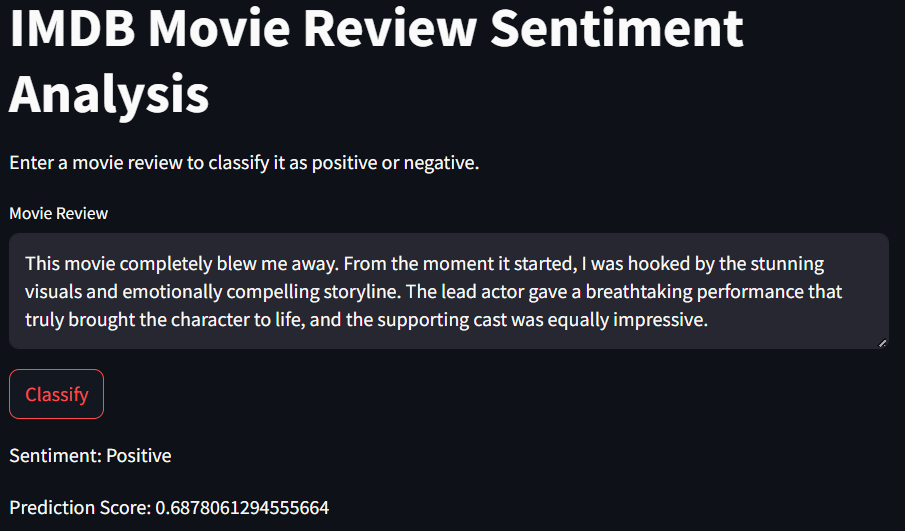 IMDB Movie Review Sentiment
Analysis
Enter a movie review to classify it as positive or negative.
Movie Review
This movie completely blew me away. From the moment it started, I was hooked by the stunning
visuals and emotionally compelling storyline. The lead actor gave a breathtaking performance that
truly brought the character to life, and the supporting cast was equally impressive.
Classify
Sentiment: Positive
Prediction Score: 0.6878061294555664